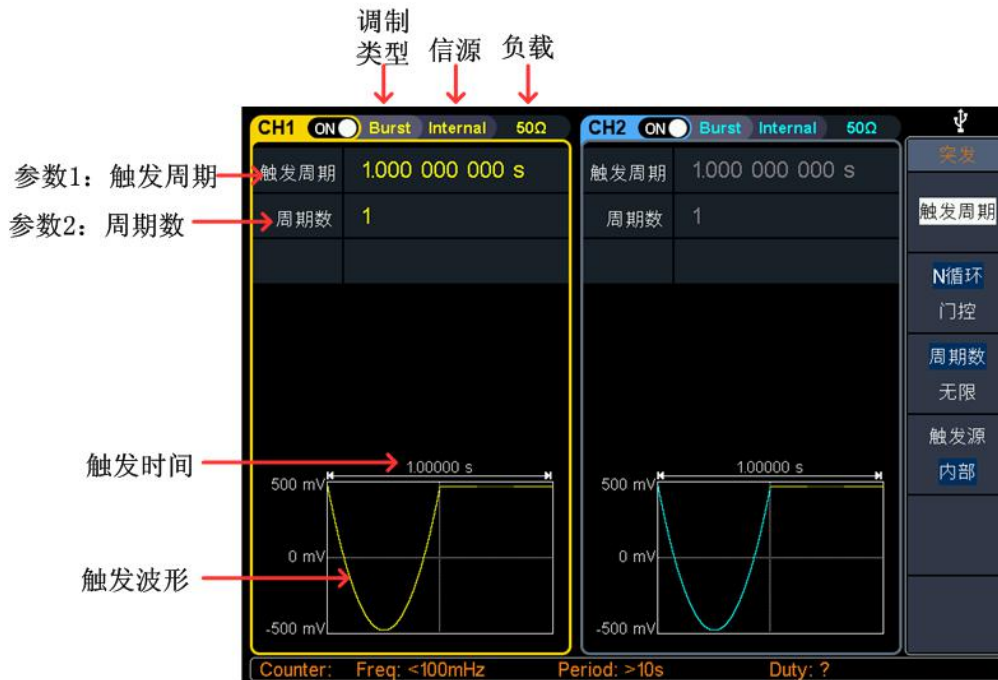 调制
类型
信源
负载
CH1 ON Burst Internal 50Ω
CH2 ON Burst Internal 50Ω
突发
参数1：触发周期
触发周期 1.000 000 000 s
触发周期 1.000 000 000 s
触发周期
参数2：周期数
周期数 1
周期数 1
N循环
门控
周期数
无限
触发源
内部
触发时间
1.00000 s
500 mV
0 mV
-500 mV
1.00000 s
500 mV
0 mV
-500 mV
触发波形
Counter: Freq: <100mHz Period: >10s Duty: ?